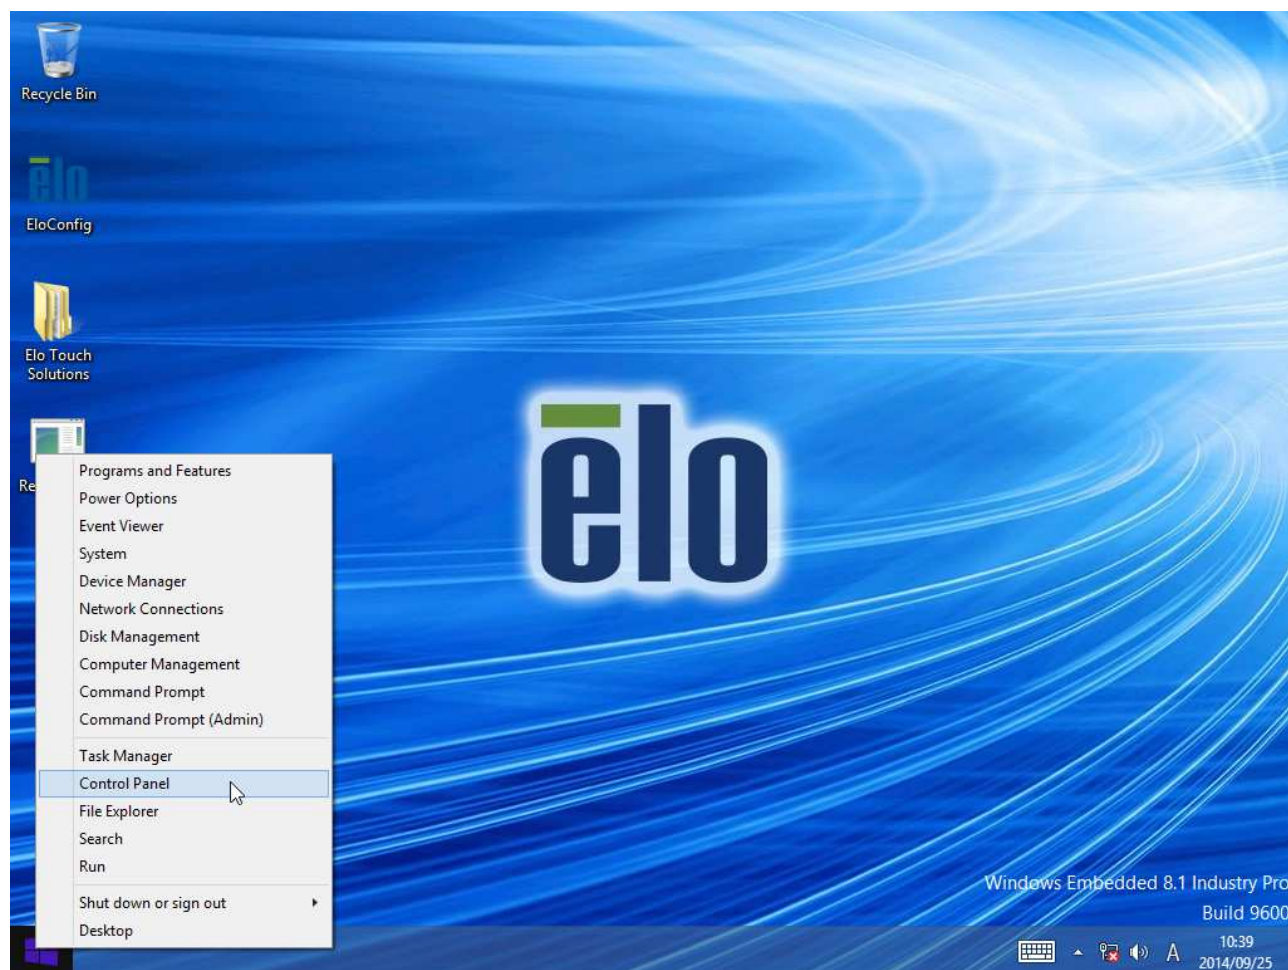 Recycle Bin
elo
EloConfig
Elo Touch
Solutions
Re
ēlo
Programs and Features
Power Options
Event Viewer
System
Device Manager
Network Connections
Disk Management
Computer Management
Command Prompt
Command Prompt (Admin)
Task Manager
Control Panel
File Explorer
Search
Run
Shut down or sign out
Desktop
Windows Embedded 8.1 Industry Pro
Build 9600
A
10:39
2014/09/25